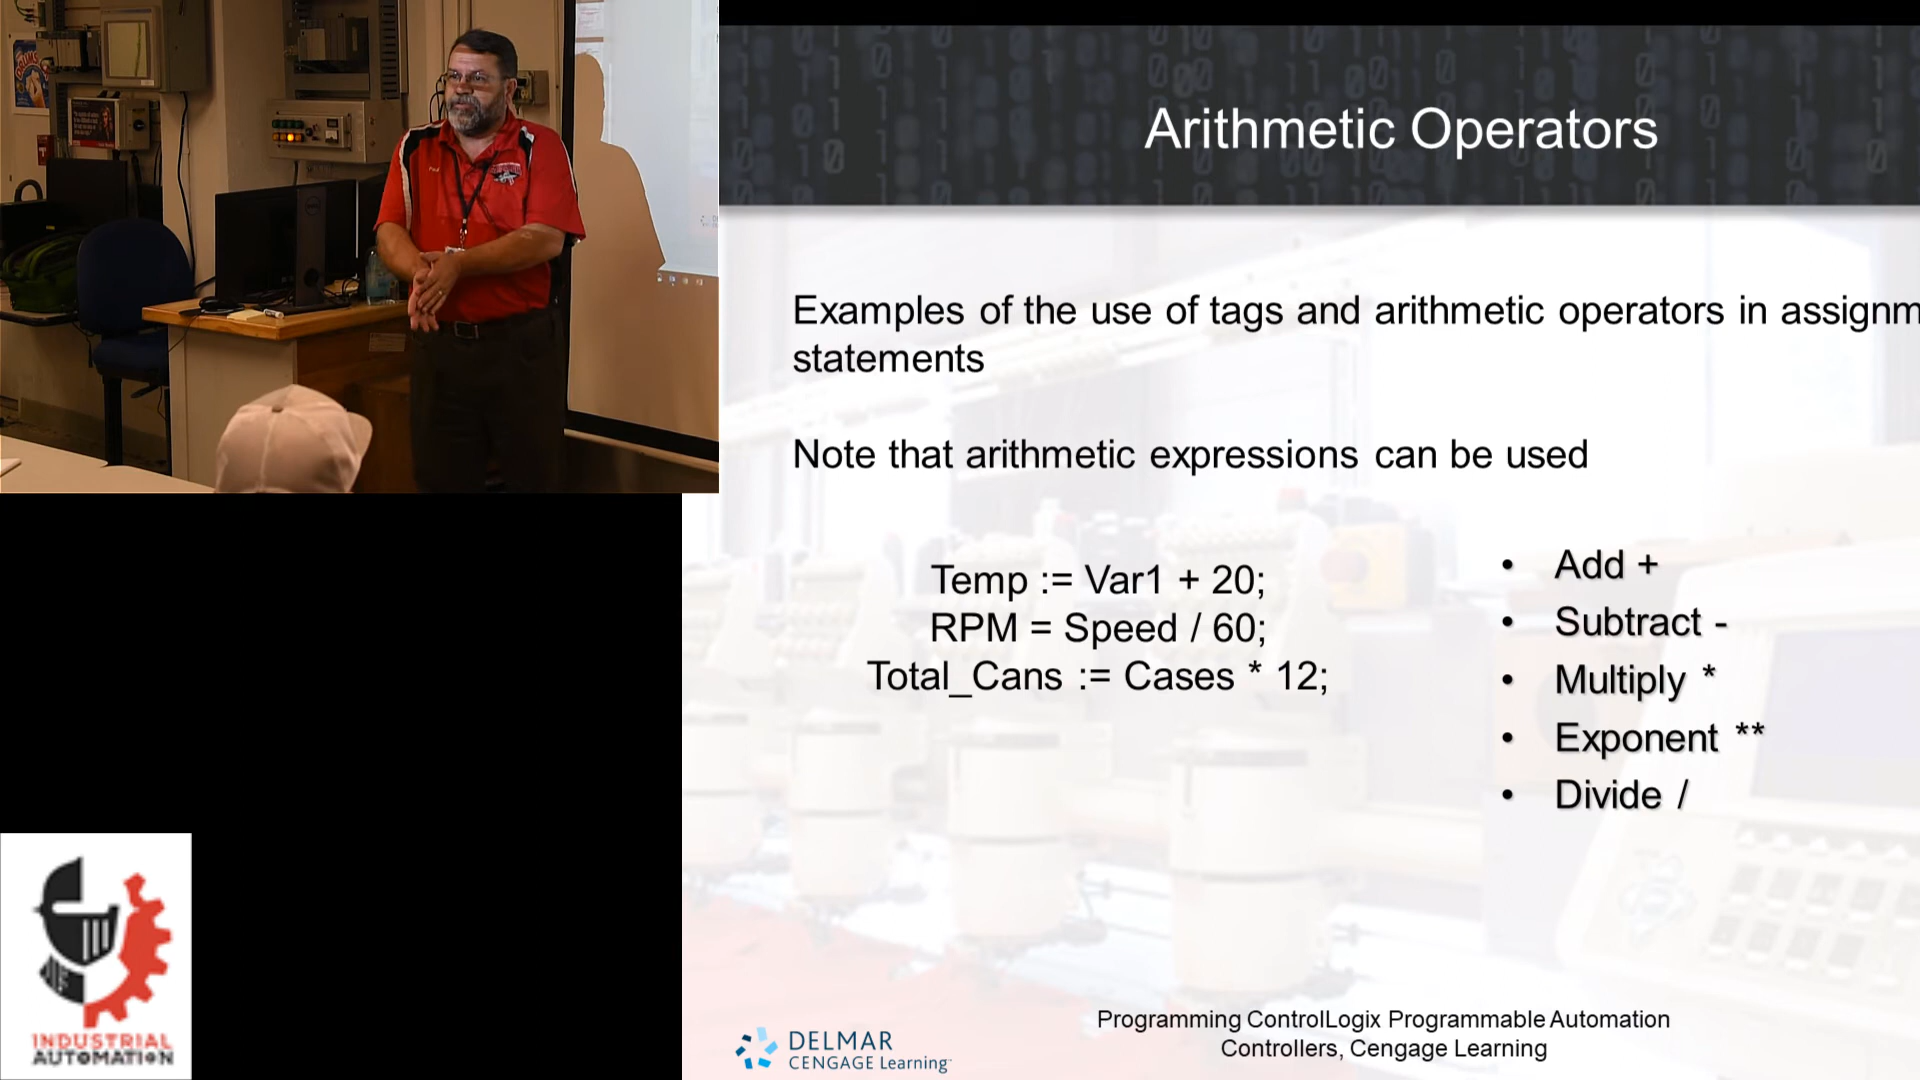 Arithmetic Operators
Examples of the use of tags and arithmetic operators in assignm
statements
Note that arithmetic expressions can be used
Temp := Var1 + 20;
RPM = Speed / 60;
Total_Cans := Cases * 12;
• Add +
• Subtract -
• Multiply *
• Exponent **
• Divide /
Programming ControlLogix Programmable Automation
Controllers, Cengage Learning
DELMAR
CENGAGE Learning
INDUSTRIAL
AUTOMATION
Paul